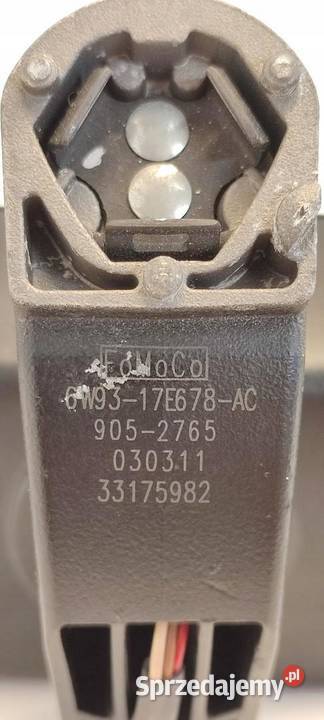 FoMoCo
6W93-17E678-AC
905-2765
030311
33175982
Sprzedajemy.pl